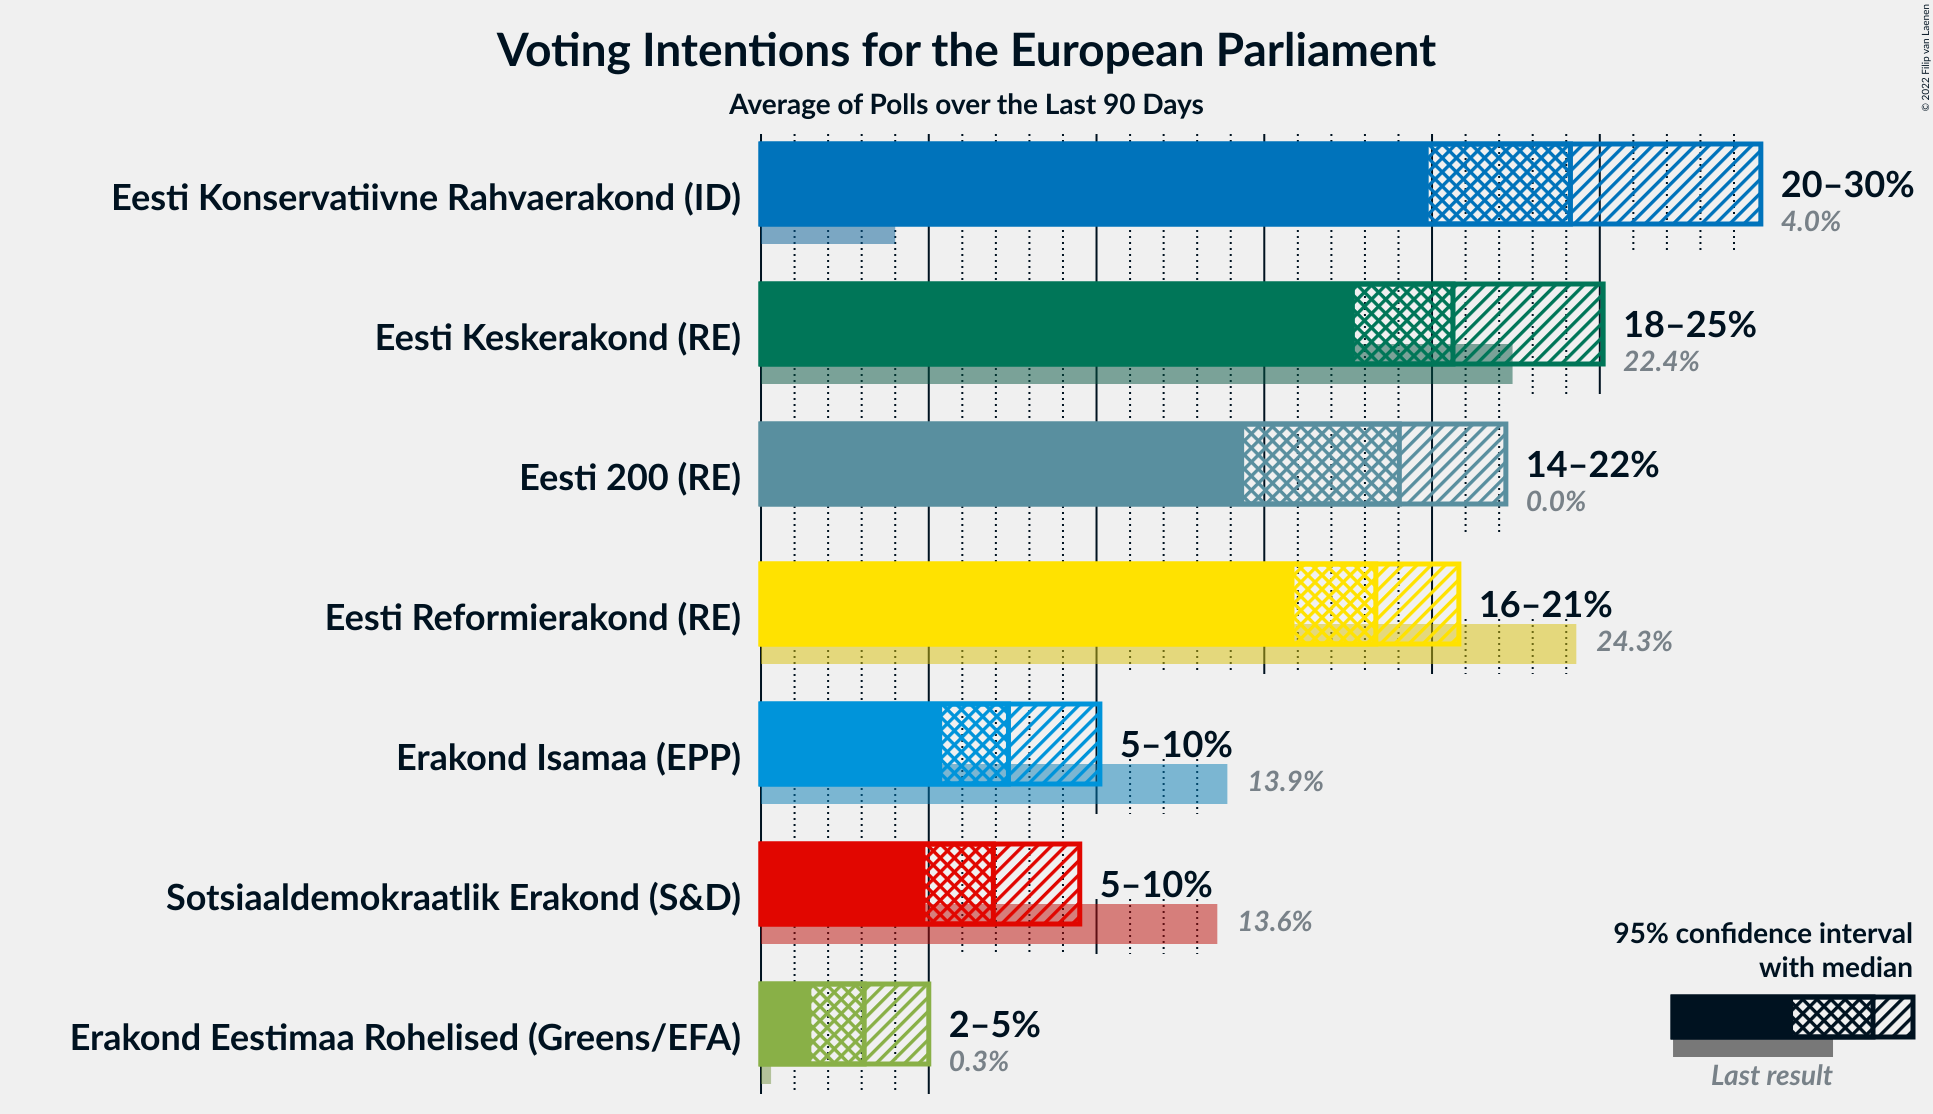 Voting Intentions for the European Parliament
Average of Polls over the Last 90 Days
© 2022 Filip van Laenen
Eesti Konservatiivne Rahvaerakond (ID)
20–30%
4.0%
Eesti Keskerakond (RE)
18–25%
22.4%
Eesti 200 (RE)
14–22%
0.0%
Eesti Reformierakond (RE)
16–21%
24.3%
Erakond Isamaa (EPP)
5–10%
13.9%
Sotsiaaldemokraatlik Erakond (S&D)
5–10%
13.6%
Erakond Eestimaa Rohelised (Greens/EFA)
2–5%
0.3%
95% confidence interval
with median
Last result